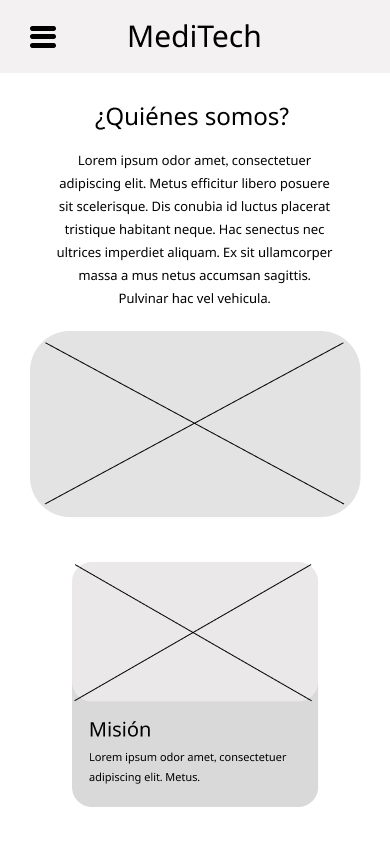 MediTech
¿Quiénes somos?
Lorem ipsum odor amet, consectetuer
adipiscing elit. Metus efficitur libero posuere
sit scelerisque. Dis conubia id luctus placerat
tristique habitant neque. Hac senectus nec
ultrices imperdiet aliquam. Ex sit ullamcorper
massa a mus netus accumsan sagittis.
Pulvinar hac vel vehicula.
Misión
Lorem ipsum odor amet, consectetuer
adipiscing elit. Metus.